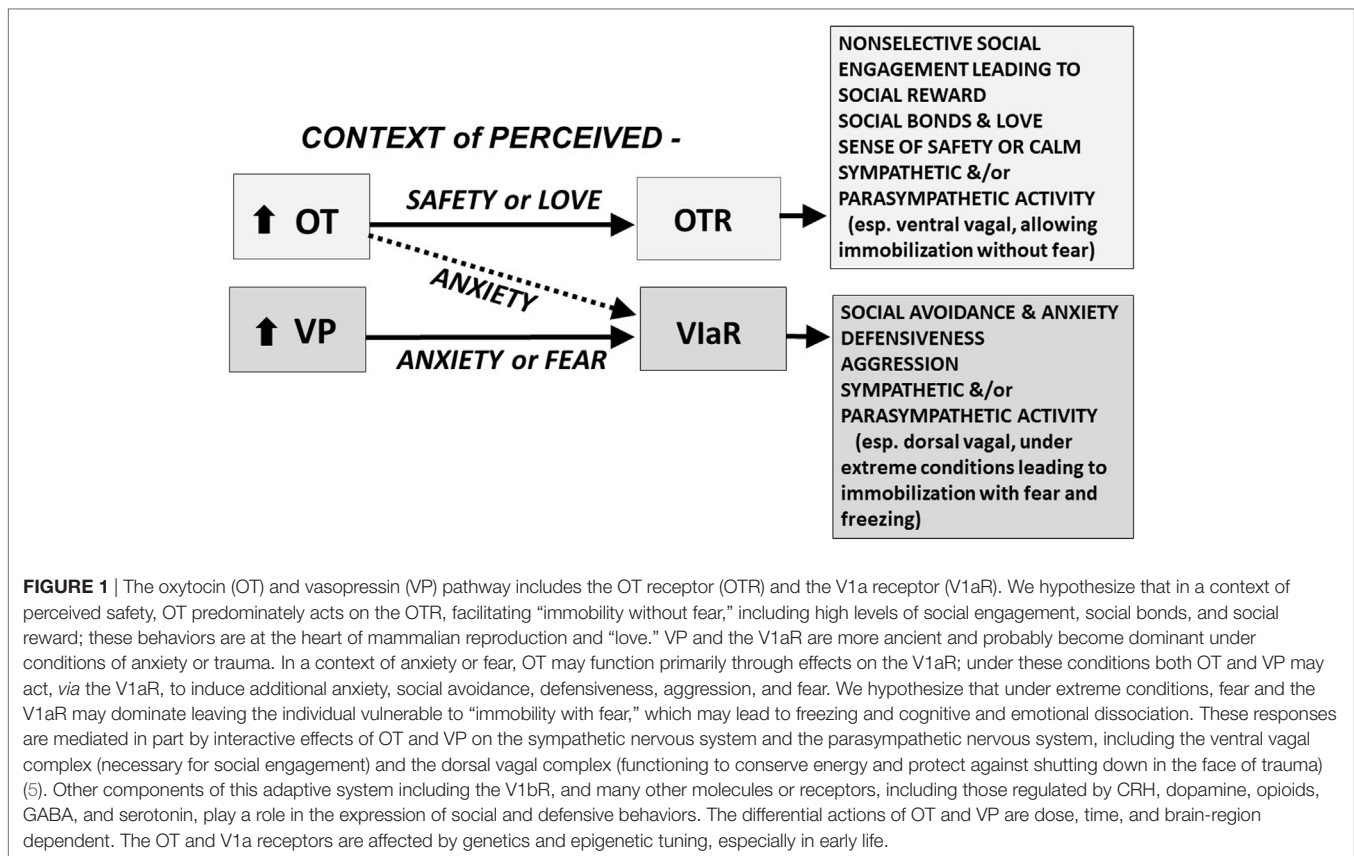 CONTEXT of PERCEIVED -
⬆ OT
SAFETY or LOVE
OTR
NONSELECTIVE SOCIAL
ENGAGEMENT LEADING TO
SOCIAL REWARD
SOCIAL BONDS & LOVE
SENSE OF SAFETY OR CALM
SYMPATHETIC &/or
PARASYMPATHETIC ACTIVITY
(esp. ventral vagal, allowing
immobilization without fear)
ANXIETY
⬆ VP
ANXIETY or FEAR
VIaR
SOCIAL AVOIDANCE & ANXIETY
DEFENSIVENESS
AGGRESSION
SYMPATHETIC &/or
PARASYMPATHETIC ACTIVITY
(esp. dorsal vagal, under
extreme conditions leading to
immobilization with fear and
freezing)
FIGURE 1 | The oxytocin (OT) and vasopressin (VP) pathway includes the OT receptor (OTR) and the V1a receptor (V1aR). We hypothesize that in a context of
perceived safety, OT predominately acts on the OTR, facilitating “immobility without fear,” including high levels of social engagement, social bonds, and social
reward; these behaviors are at the heart of mammalian reproduction and “love.” VP and the V1aR are more ancient and probably become dominant under
conditions of anxiety or trauma. In a context of anxiety or fear, OT may function primarily through effects on the V1aR; under these conditions both OT and VP may
act, via the V1aR, to induce additional anxiety, social avoidance, defensiveness, aggression, and fear. We hypothesize that under extreme conditions, fear and the
V1aR may dominate leaving the individual vulnerable to “immobility with fear,” which may lead to freezing and cognitive and emotional dissociation. These responses
are mediated in part by interactive effects of OT and VP on the sympathetic nervous system and the parasympathetic nervous system, including the ventral vagal
complex (necessary for social engagement) and the dorsal vagal complex (functioning to conserve energy and protect against shutting down in the face of trauma)
(5). Other components of this adaptive system including the V1bR, and many other molecules or receptors, including those regulated by CRH, dopamine, opioids,
GABA, and serotonin, play a role in the expression of social and defensive behaviors. The differential actions of OT and VP are dose, time, and brain-region
dependent. The OT and V1a receptors are affected by genetics and epigenetic tuning, especially in early life.